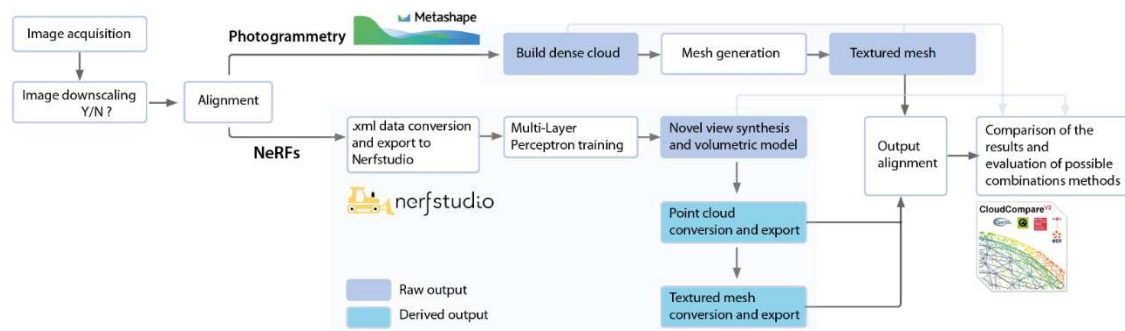 Image acquisition
Image downscaling
Y/N ?
Alignment
Photogrammetry
Metashape
Build dense cloud
Mesh generation
Textured mesh
NeRFs
.xml data conversion
and export to
Nerfstudio
Multi-Layer
Perceptron training
Novel view synthesis
and volumetric model
Output
alignment
Comparison of the
results and
evaluation of possible
combinations methods
nerfstudio
Point cloud
conversion and export
Textured mesh
conversion and export
CloudCompareV2
Raw output
Derived output